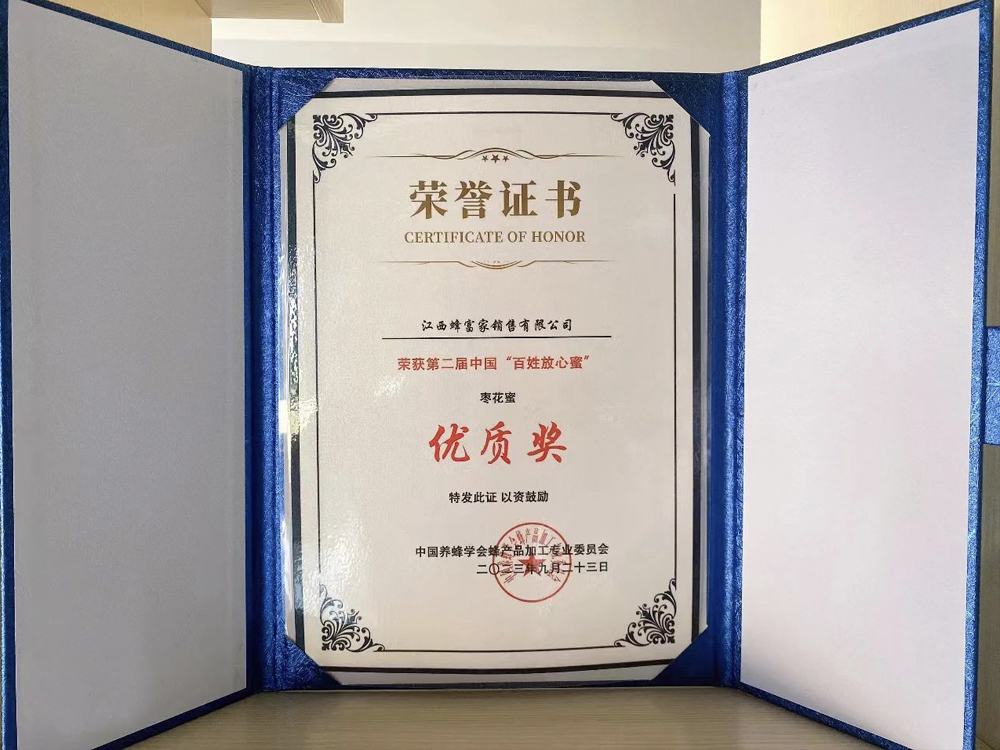 荣誉证书
CERTIFICATE OF HONOR
江西蜂富家销售有限公司
荣获第二届中国“百姓放心蜜”
枣花蜜
优质奖
特发此证 以资鼓励
中国养蜂学会蜂产品加工专业委员会
二〇二三年九月二十三日